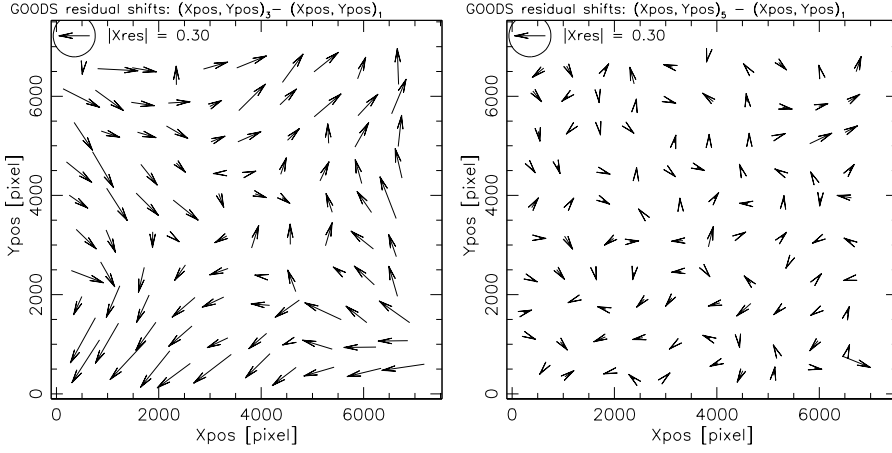 GOODS residual shifts: (Xpos, Ypos)3– (Xpos, Ypos)1
|Xres| = 0.30
Ypos [pixel]
6000
4000
2000
0
0 2000 4000 6000
Xpos [pixel]
GOODS residual shifts: (Xpos, Ypos)5 – (Xpos, Ypos)1
|Xres| = 0.30
Ypos [pixel]
6000
4000
2000
0
0 2000 4000 6000
Xpos [pixel]